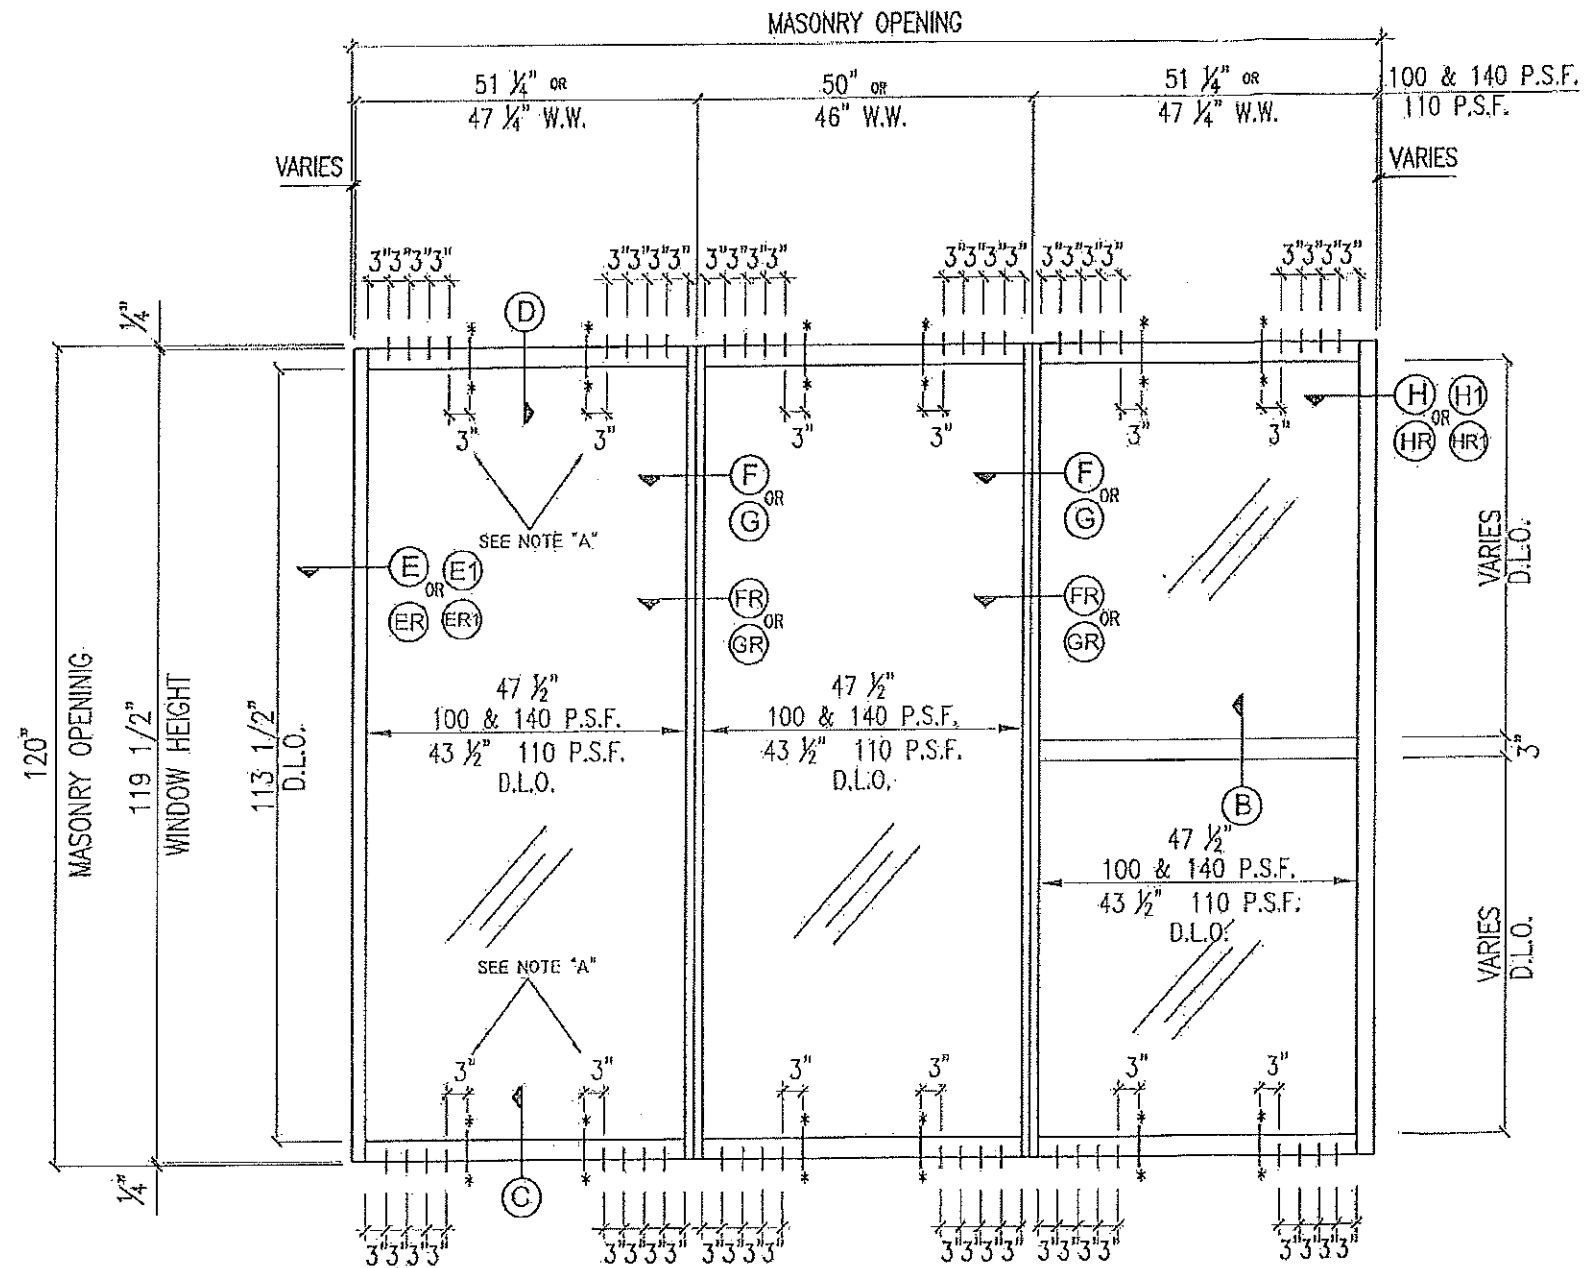 MASONRY OPENING
51 ¼" OR
47 ¼" W.W.
50" OR
46" W.W.
51 ¼" OR
47 ¼" W.W.
100 & 140 P.S.F.
110 P.S.F.
VARIES
VARIES
3"3"3"3"
3"3"3"3"
3"3"3"3"
3"3"3"3"
3"3"3"3"
3"3"3"3"
¼"
D
* * * * * *
* * * * * *
3" 3" 3" 3" 3" 3"
SEE NOTE "A"
H OR H1
HR HR1
F
OR
G
F
OR
G
E OR E1
ER ER1
FR
OR
GR
FR
OR
GR
VARIES
D.L.O.
120"
MASONRY OPENINIG
119 1/2"
WINDOW HEIGHT
113 1/2"
D.L.O.
47 ½"
100 & 140 P.S.F.
43 ½" 110 P.S.F.
D.L.O.
47 ½"
100 & 140 P.S.F.
43 ½" 110 P.S.F.
D.L.O.
3"
B
47 ½"
100 & 140 P.S.F.
43 ½" 110 P.S.F.
D.L.O.
VARIES
D.L.O.
SEE NOTE "A"
3" 3" 3" 3" 3" 3"
* * * * * *
* * * * * *
¼"
C
3"3"3"3"
3"3"3"3"
3"3"3"3"
3"3"3"3"
3"3"3"3"
3"3"3"3"